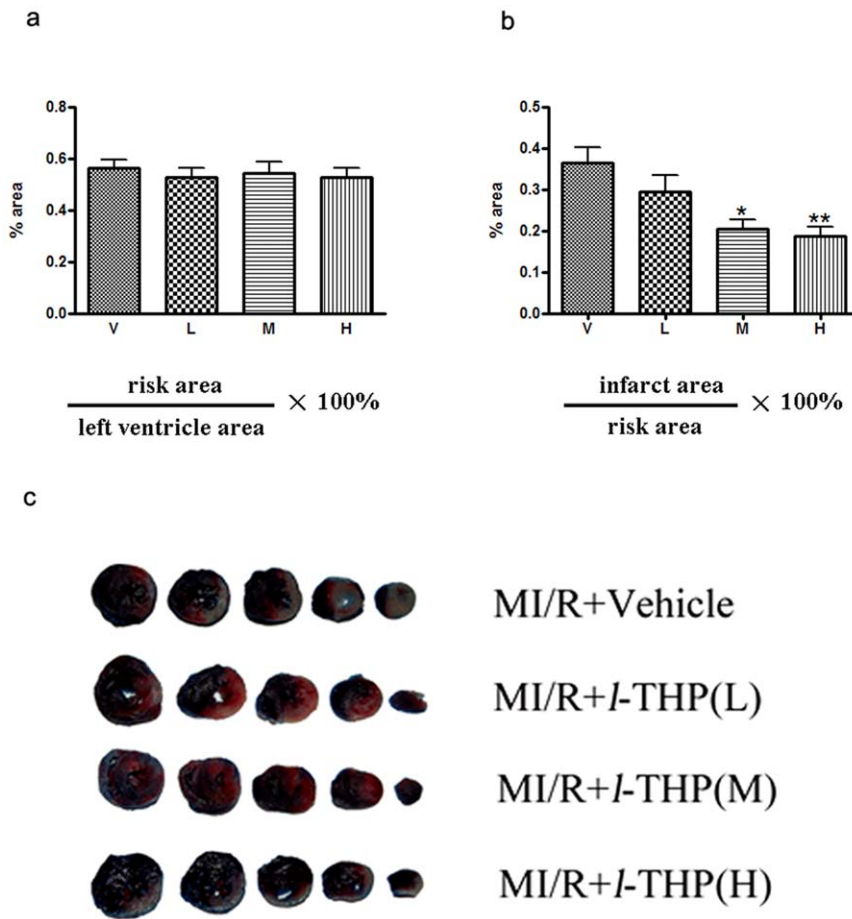 a
0.8
0.6
0.4
0.2
0.0
% area
V L M H
risk area
left ventricle area
× 100%
b
0.5
0.4
0.3
0.2
0.1
0.0
% area
* **
V L M H
infarct area
risk area
× 100%
c
MI/R+Vehicle
MI/R+l-THP(L)
MI/R+l-THP(M)
MI/R+l-THP(H)